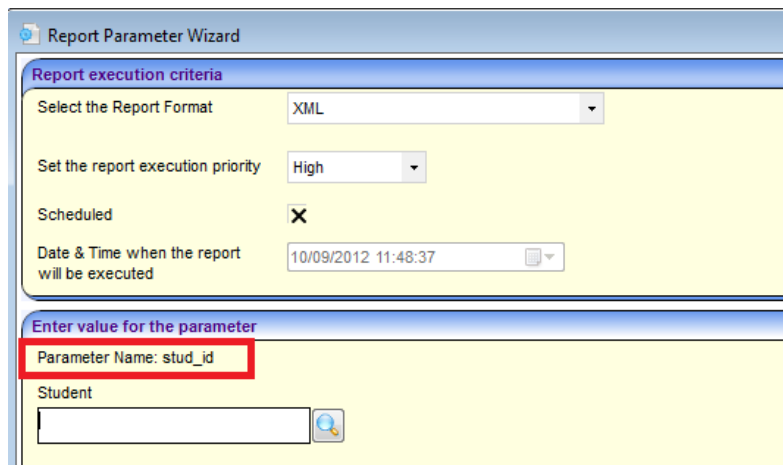 Report Parameter Wizard
Report execution criteria
Select the Report Format
XML
Set the report execution priority
High
Scheduled
Date & Time when the report
will be executed
10/09/2012 11:48:37
Enter value for the parameter
Parameter Name: stud_id
Student